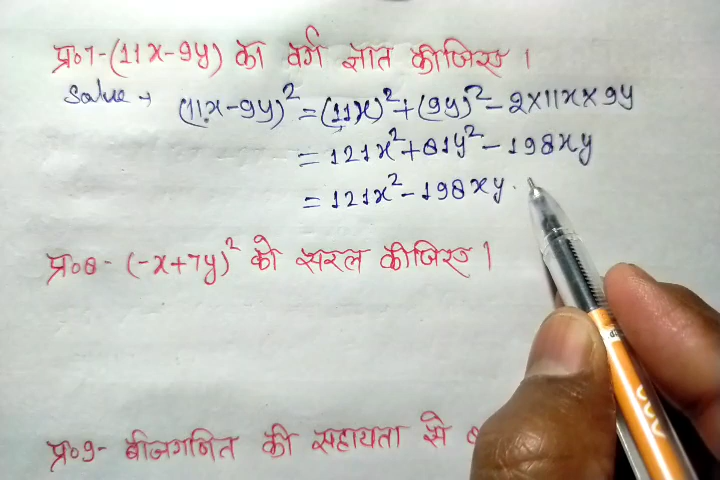 प्र०7-(11x-9y) का वर्ग ज्ञात कीजिए।
Solve → (11x-9y)² = (11x)²+(9y)²-2×11x×9y
= 121x²+81y²-198xy
= 121x²-198xy
प्र०8- (-x+7y)² को सरल कीजिए।
प्र०9- बीजगणित की सहायता से